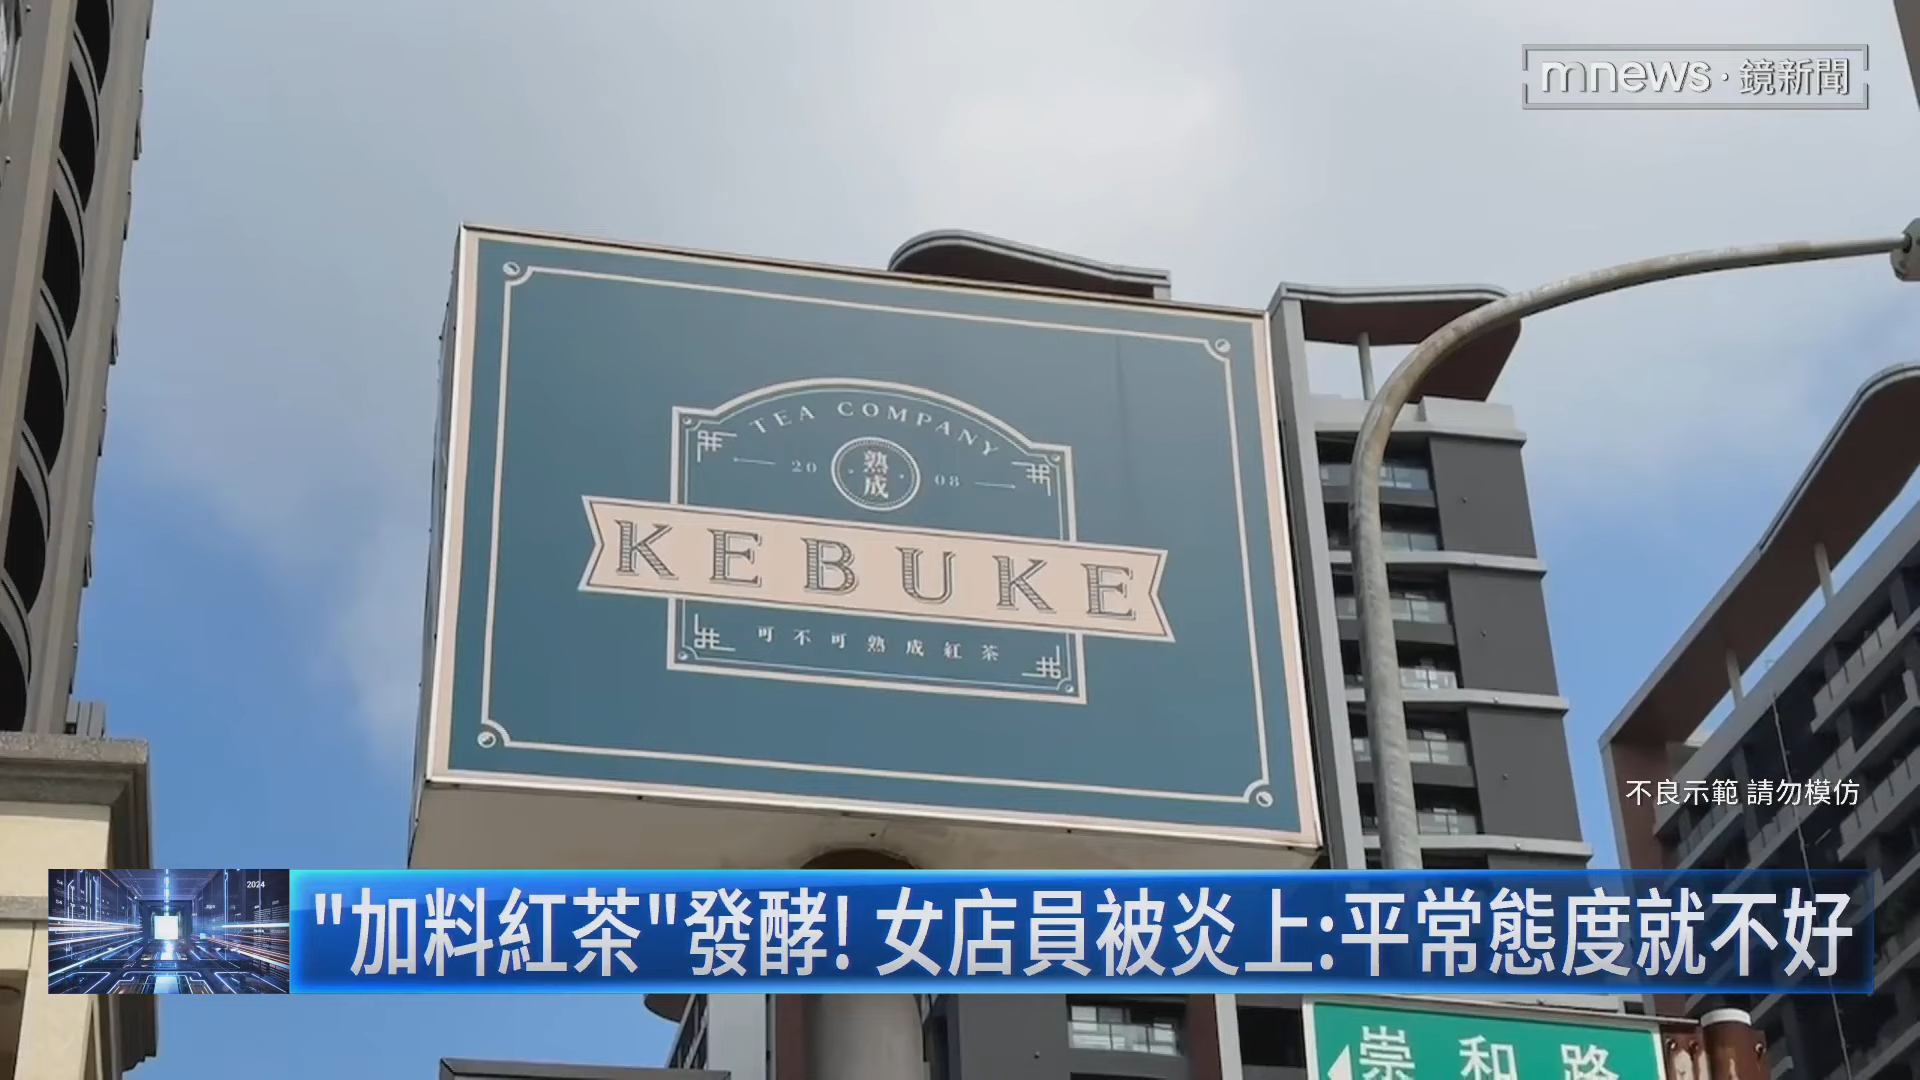 mnews·鏡新聞
TEA COMPANY
20 熟成 08
KEBUKE
可不可熟成紅茶
不良示範 請勿模仿
2024
"加料紅茶"發酵! 女店員被炎上:平常態度就不好
崇和路